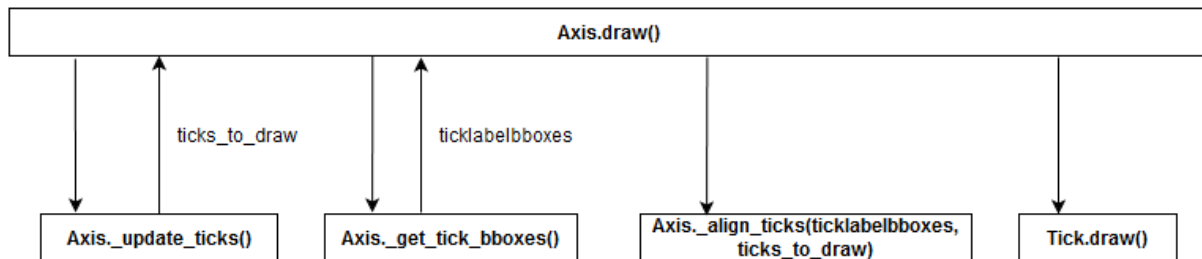 Axis.draw()
ticks_to_draw
ticklabelbboxes
Axis._update_ticks()
Axis._get_tick_bboxes()
Axis._align_ticks(ticklabelbboxes,
ticks_to_draw)
Tick.draw()